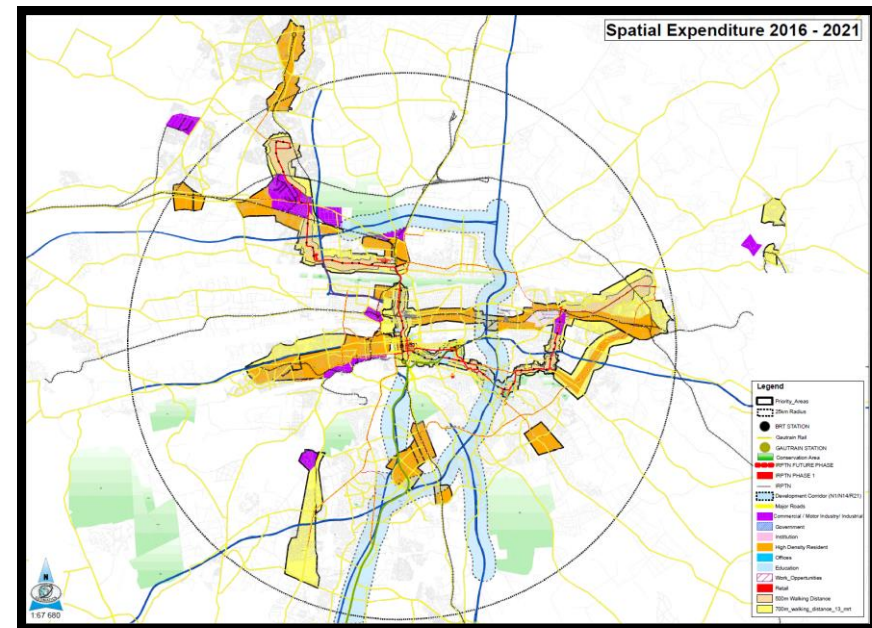 Spatial Expenditure 2016 - 2021
Legend
Priority_Areas
25km Radius
BRT STATION
Gautrain Rail
GAUTRAIN STATION
Conservation Area
IRPTN FUTURE PHASE
IRPTN PHASE 1
IRPTN
Development Corridor (N1/N14/R21)
Major Roads
Commercial / Motor Industry/ Industrial
Government
Institution
High Density Resident
Offices
Education
Work_Opportunities
Retail
500m Walking Distance
700m_walking_distance_13_mrt
N
1:67 680